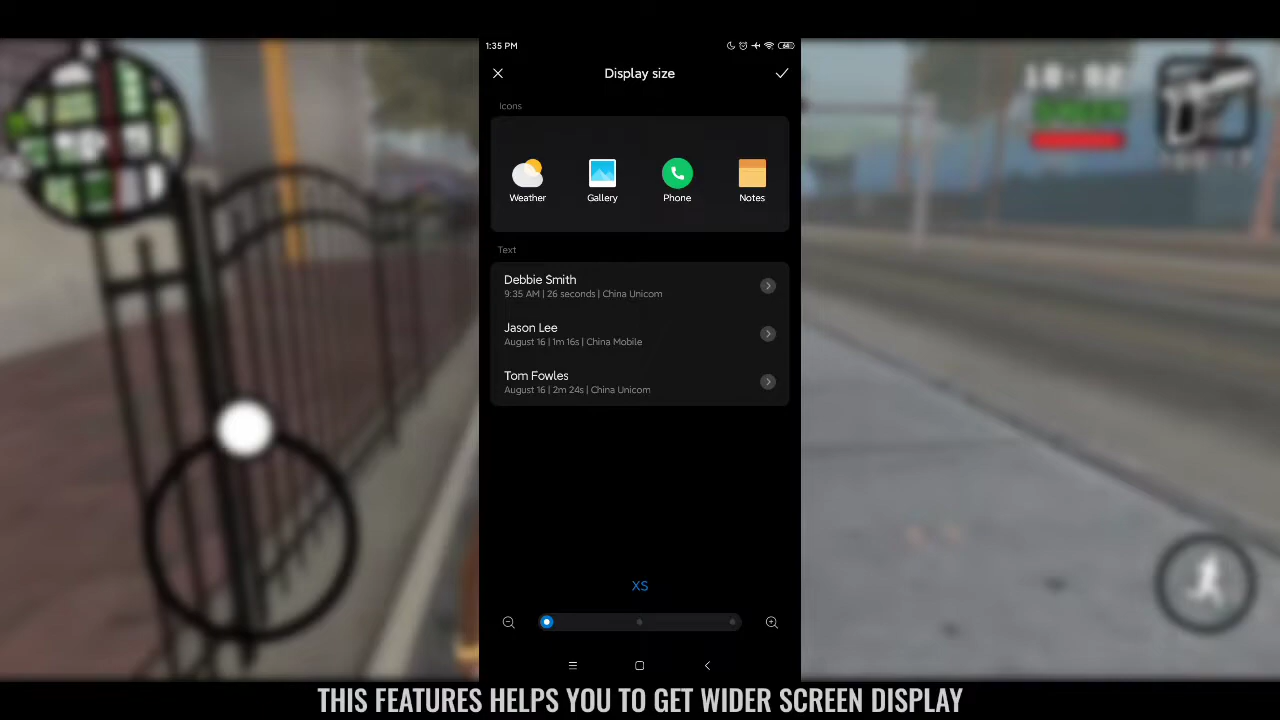 1:35 PM
Display size
Icons
Weather
Gallery
Phone
Notes
Text
Debbie Smith
9:35 AM | 26 seconds | China Unicom
Jason Lee
August 16 | 1m 16s | China Mobile
Tom Fowles
August 16 | 2m 24s | China Unicom
XS
THIS FEATURES HELPS YOU TO GET WIDER SCREEN DISPLAY